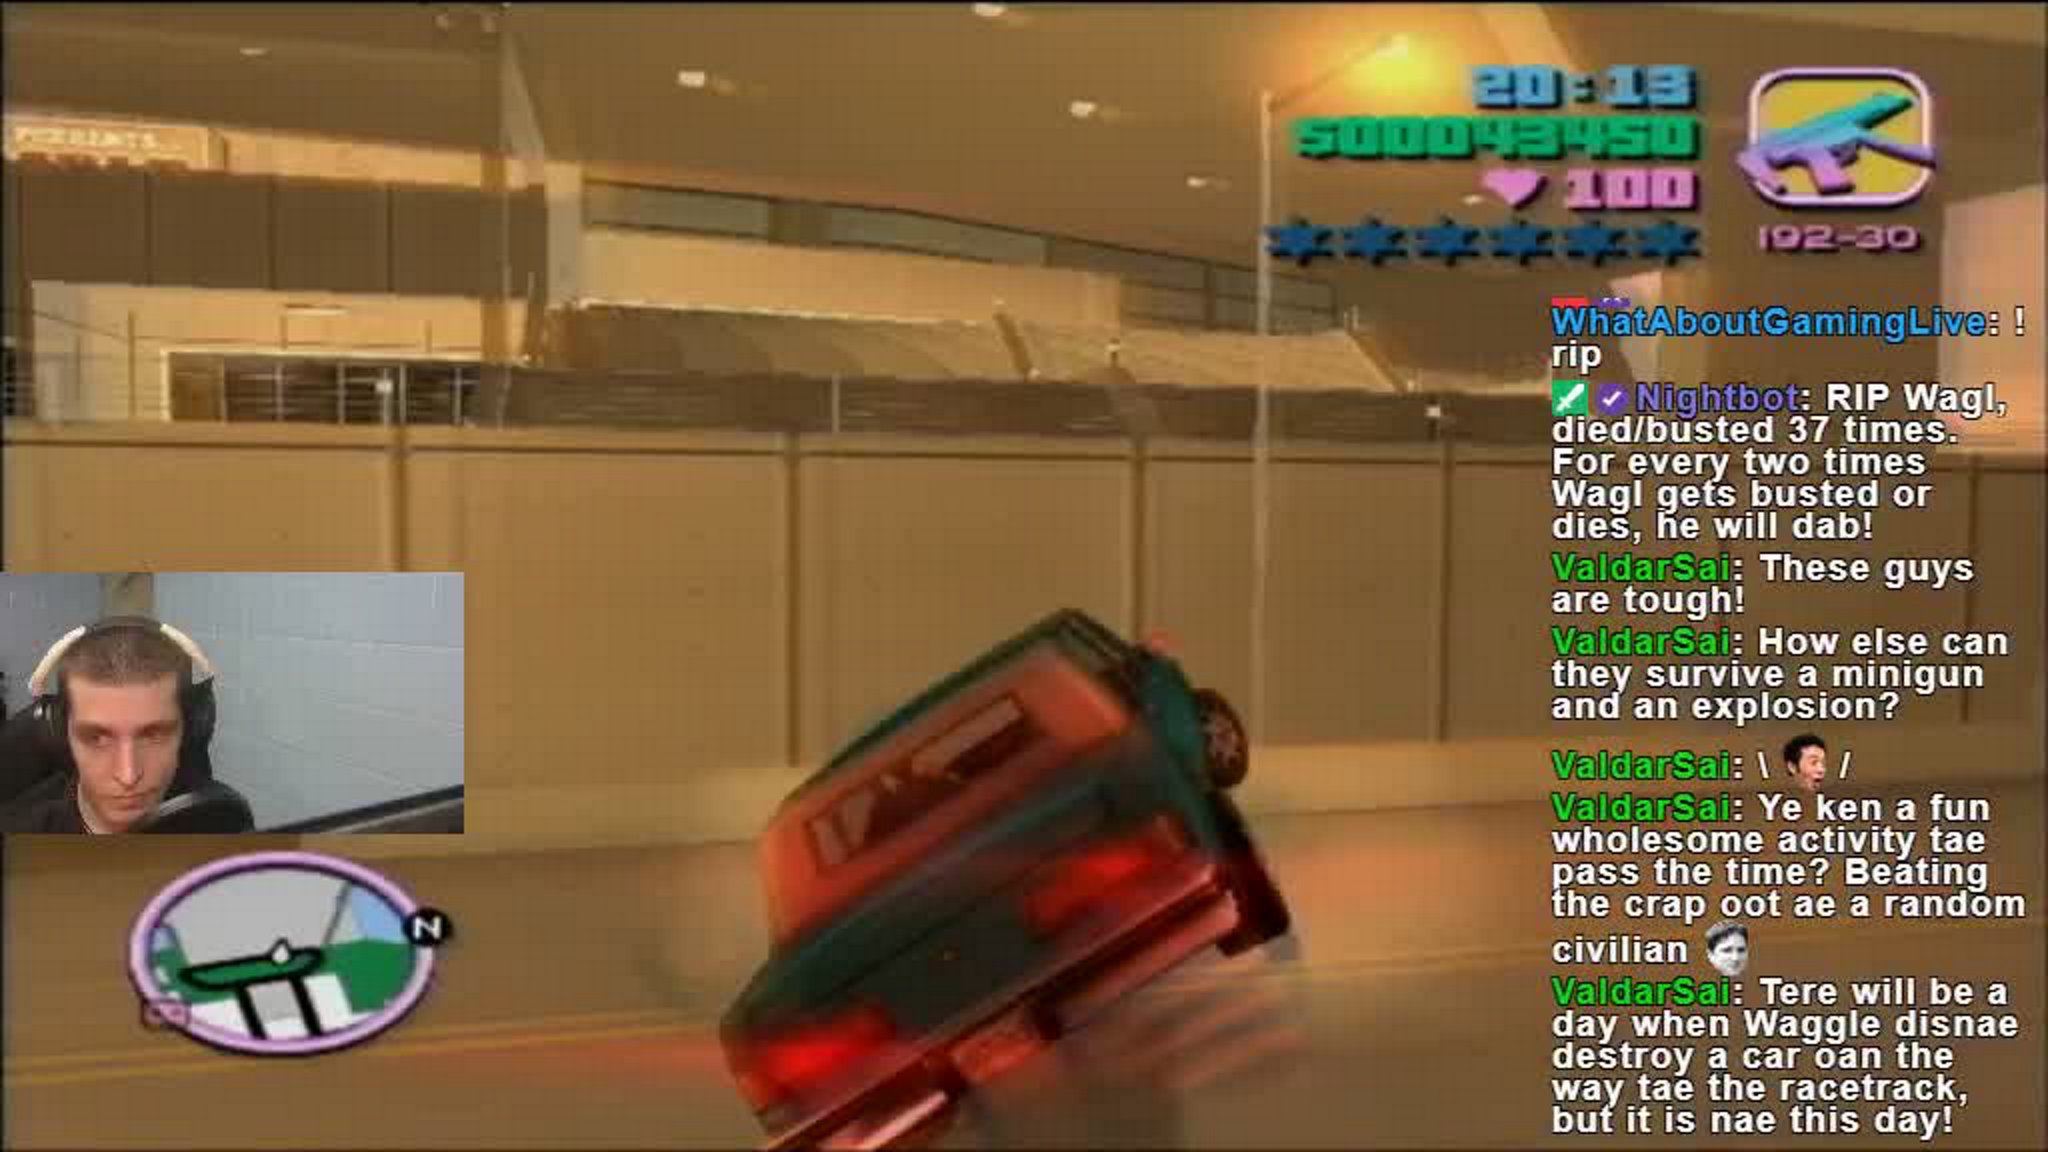 20:13
$00043450
100
192-30
WhatAboutGamingLive: !
rip
Nightbot: RIP Wagl,
died/busted 37 times.
For every two times
Wagl gets busted or
dies, he will dab!
ValdarSai: These guys
are tough!
ValdarSai: How else can
they survive a minigun
and an explosion?
ValdarSai: \ /
ValdarSai: Ye ken a fun
wholesome activity tae
pass the time? Beating
the crap oot ae a random
civilian
ValdarSai: Tere will be a
day when Waggle disnae
destroy a car oan the
way tae the racetrack,
but it is nae this day!
N